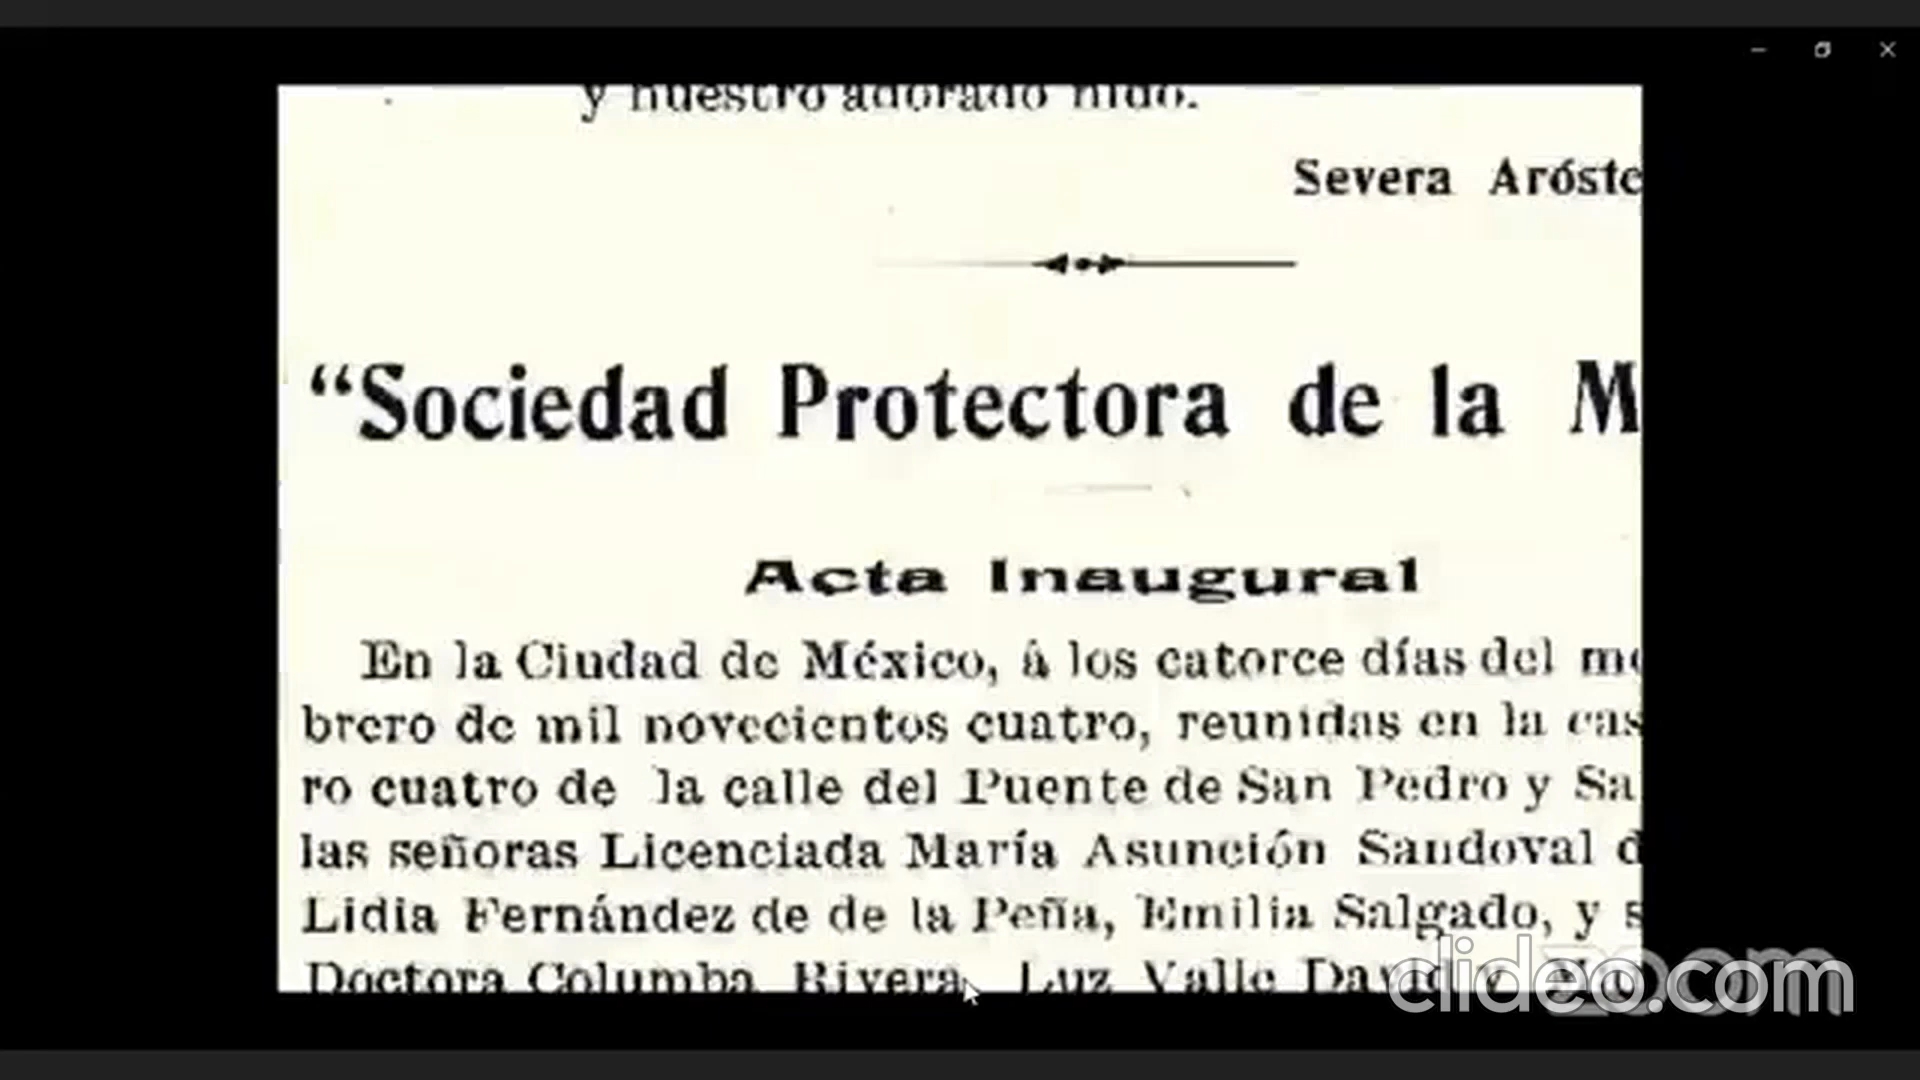 y nuestro adorado nido.
Severa Aróste
“Sociedad Protectora de la M
Acta Inaugural
En la Ciudad de México, á los catorce días del me
brero de mil novecientos cuatro, reunidas en la cas
ro cuatro de la calle del Puente de San Pedro y Sa
las señoras Licenciada María Asunción Sandoval d
Lidia Fernández de de la Peña, Emilia Salgado, y s
Doctora Columba Rivera, Luz Valle David y
clideo.com
zoom